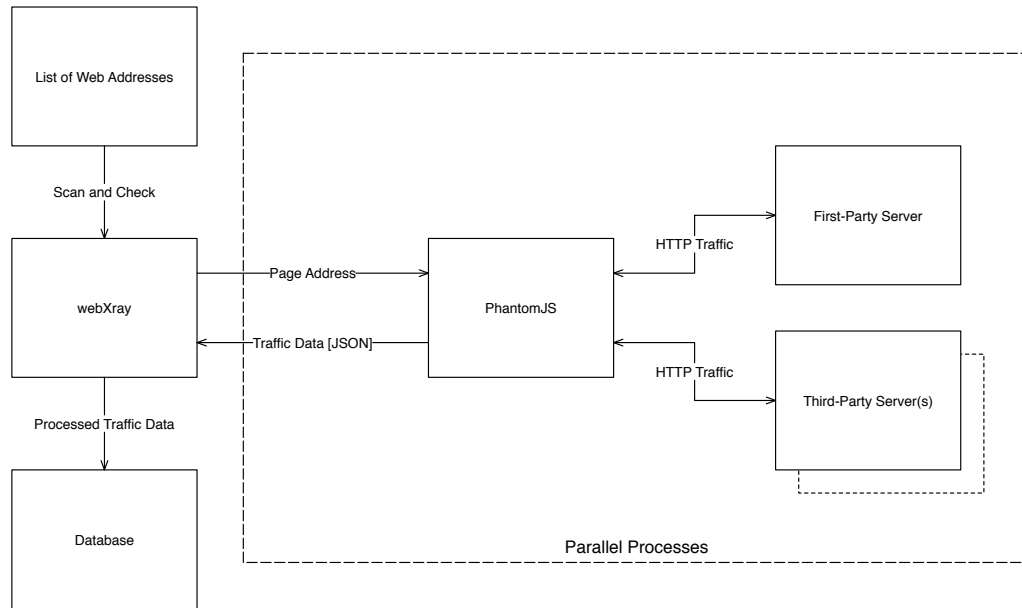 List of Web Addresses
Scan and Check
First-Party Server
HTTP Traffic
Page Address
webXray
PhantomJS
Traffic Data [JSON]
HTTP Traffic
Third-Party Server(s)
Processed Traffic Data
Database
Parallel Processes